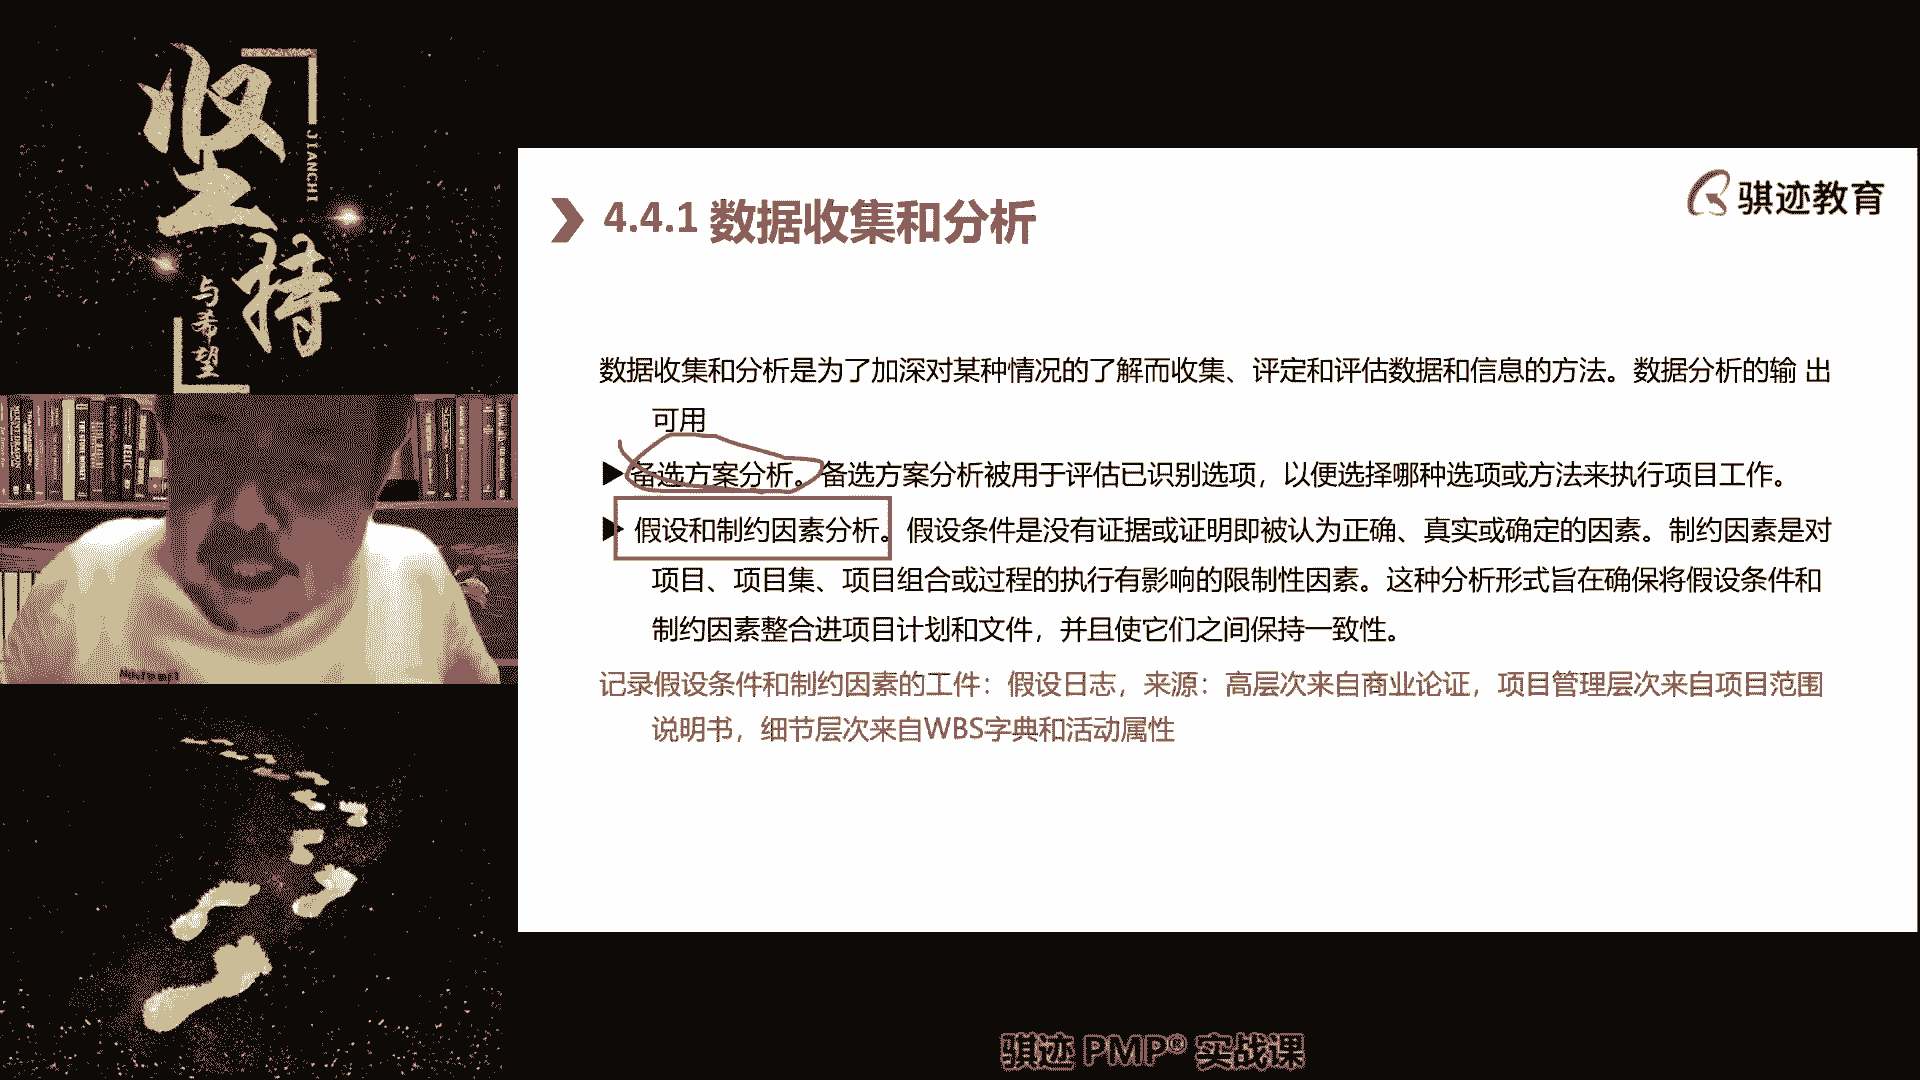 坚持
JIANCHI
与希望
骐迹教育
4.4.1 数据收集和分析
数据收集和分析是为了加深对某种情况的了解而收集、评定和评估数据和信息的方法。数据分析的输 出
可用
▶备选方案分析。备选方案分析被用于评估已识别选项，以便选择哪种选项或方法来执行项目工作。
▶假设和制约因素分析。假设条件是没有证据或证明即被认为正确、真实或确定的因素。制约因素是对
项目、项目集、项目组合或过程的执行有影响的限制性因素。这种分析形式旨在确保将假设条件和
制约因素整合进项目计划和文件，并且使它们之间保持一致性。
记录假设条件和制约因素的工件：假设日志，来源：高层次来自商业论证，项目管理层次来自项目范围
说明书，细节层次来自WBS字典和活动属性
骐迹 PMP® 实战课